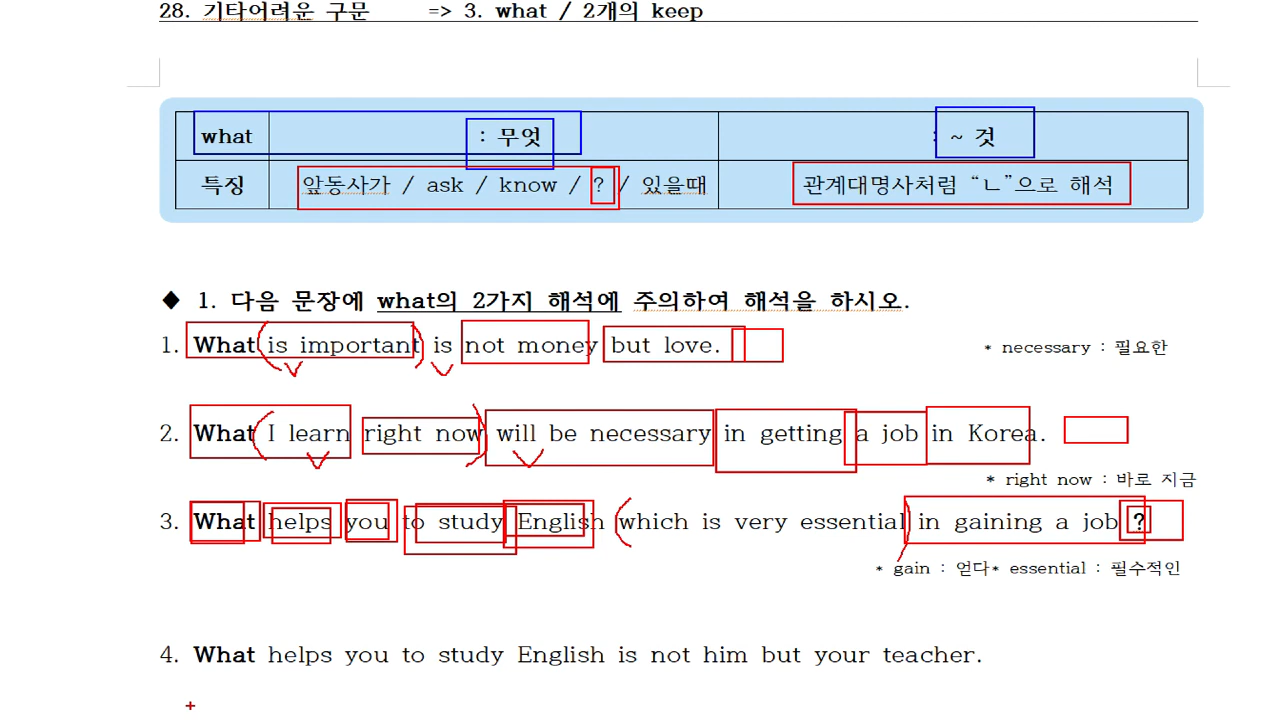 28. 기타어려운 구문 => 3. what / 2개의 keep
what : 무엇 : ~ 것
특징 앞동사가 / ask / know / ? / 있을때 관계대명사처럼 “ㄴ”으로 해석
◆ 1. 다음 문장에 what의 2가지 해석에 주의하여 해석을 하시오.
1. What is important is not money but love. * necessary : 필요한
2. What I learn right now will be necessary in getting a job in Korea.
* right now : 바로 지금
3. What helps you to study English which is very essential in gaining a job ?
* gain : 얻다* essential : 필수적인
4. What helps you to study English is not him but your teacher.